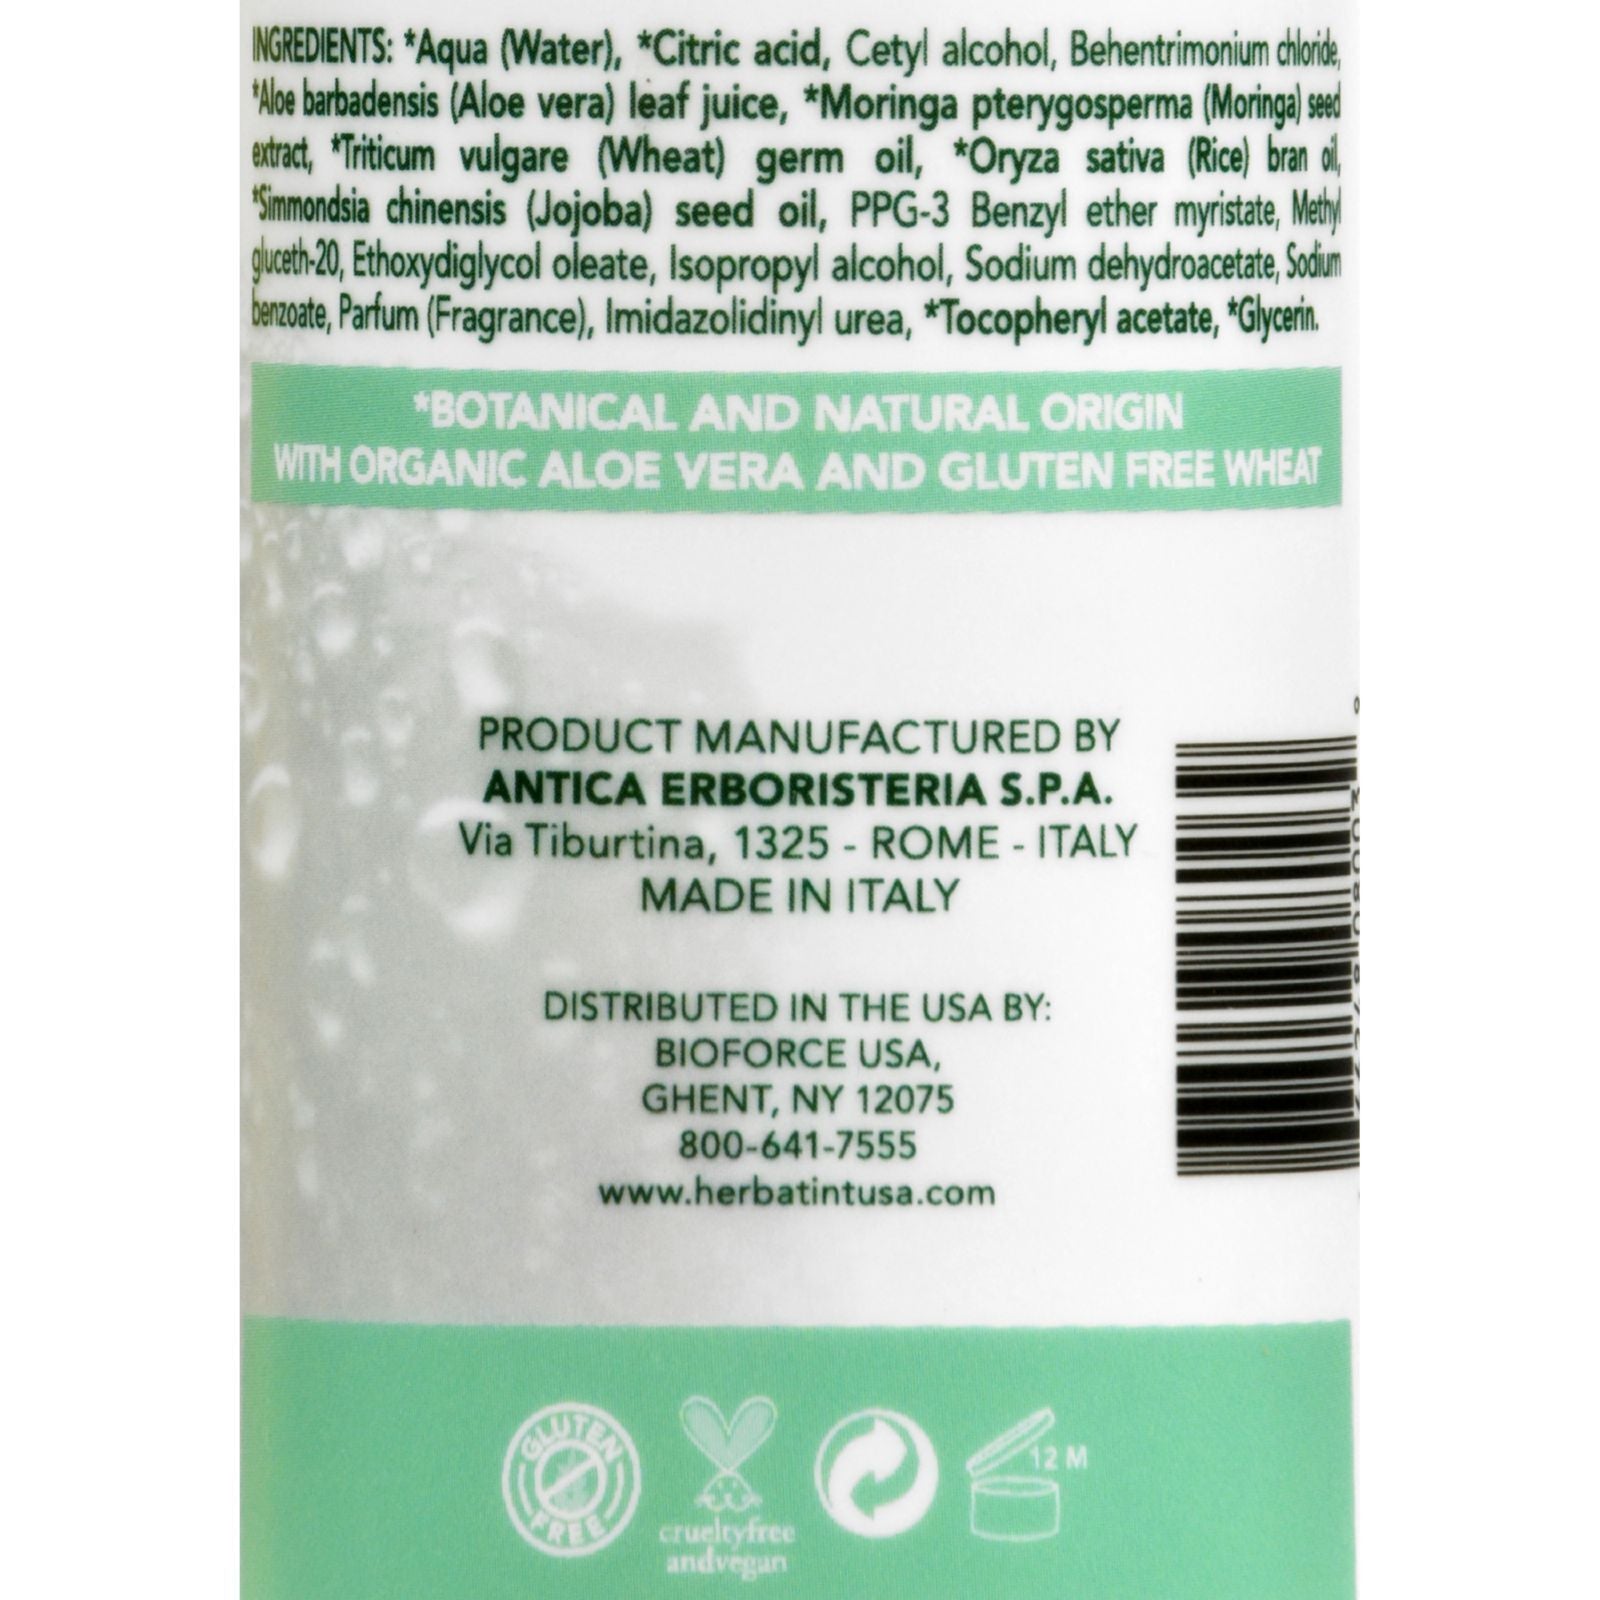 INGREDIENTS: *Aqua (Water), *Citric acid, Cetyl alcohol, Behentrimonium chloride,
*Aloe barbadensis (Aloe vera) leaf juice, *Moringa pterygosperma (Moringa) seed
extract, *Triticum vulgare (Wheat) germ oil, *Oryza sativa (Rice) bran oil,
*Simmondsia chinensis (Jojoba) seed oil, PPG-3 Benzyl ether myristate, Methyl
gluceth-20, Ethoxydiglycol oleate, Isopropyl alcohol, Sodium dehydroacetate, Sodium
benzoate, Parfum (Fragrance), Imidazolidinyl urea, *Tocopheryl acetate, *Glycerin.
*BOTANICAL AND NATURAL ORIGIN
WITH ORGANIC ALOE VERA AND GLUTEN FREE WHEAT
PRODUCT MANUFACTURED BY
ANTICA ERBORISTERIA S.P.A.
Via Tiburtina, 1325 - ROME - ITALY
MADE IN ITALY
DISTRIBUTED IN THE USA BY:
BIOFORCE USA,
GHENT, NY 12075
800-641-7555
www.herbatintusa.com
GLUTEN
FREE
crueltyfree
andvegan
12 M